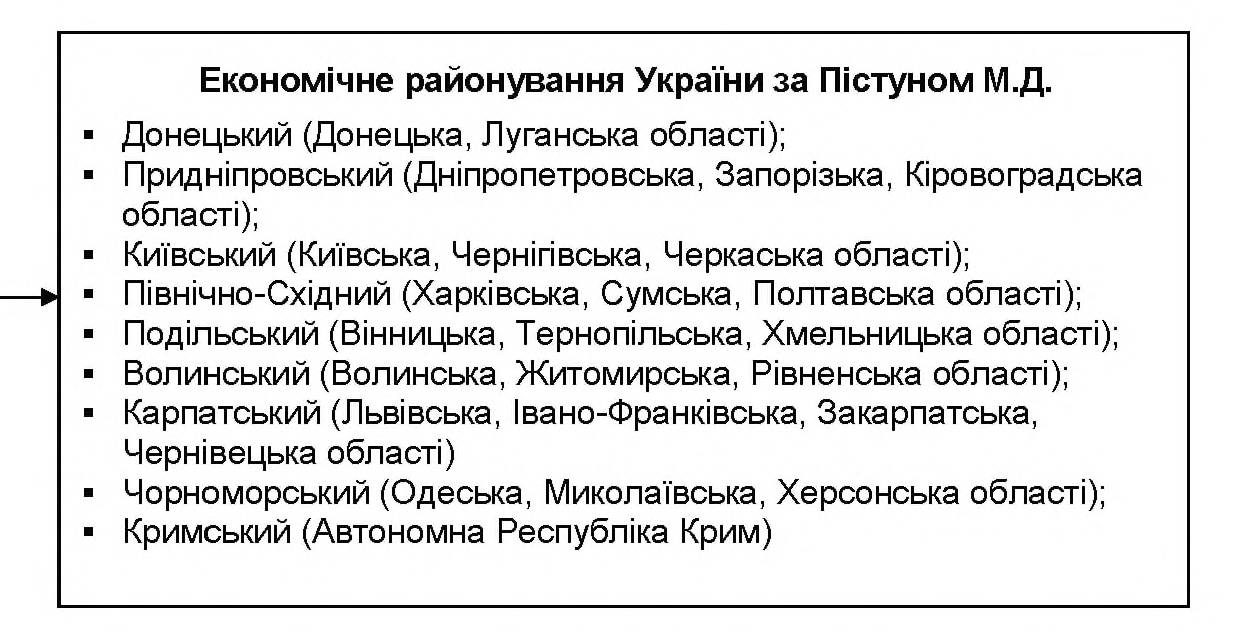 Економічне районування України за Пістуном М.Д.
▪ Донецький (Донецька, Луганська області);
▪ Придніпровський (Дніпропетровська, Запорізька, Кіровоградська
області);
▪ Київський (Київська, Чернігівська, Черкаська області);
▪ Північно-Східний (Харківська, Сумська, Полтавська області);
▪ Подільський (Вінницька, Тернопільська, Хмельницька області);
▪ Волинський (Волинська, Житомирська, Рівненська області);
▪ Карпатський (Львівська, Івано-Франківська, Закарпатська,
Чернівецька області)
▪ Чорноморський (Одеська, Миколаївська, Херсонська області);
▪ Кримський (Автономна Республіка Крим)